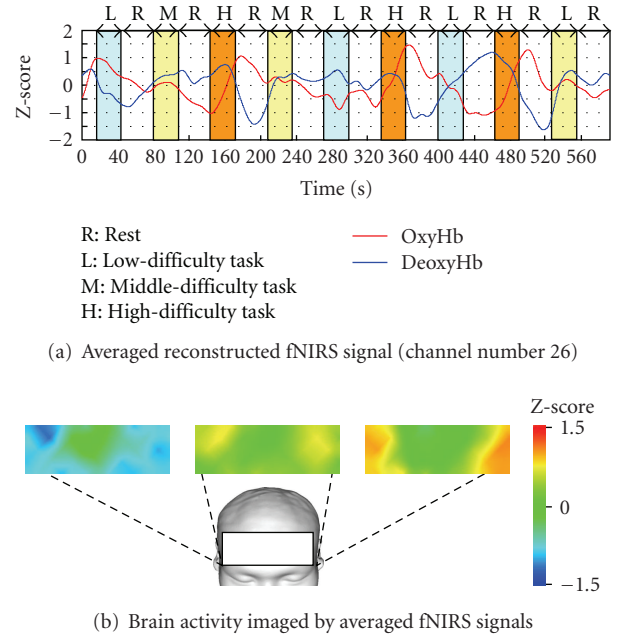 L R M R H R M R L R H R L R H R L R
2
1
0
−1
−2
Z-score
0 40 80 120 160 200 240 280 320 360 400 440 480 520 560
Time (s)
R: Rest
L: Low-difficulty task
M: Middle-difficulty task
H: High-difficulty task
OxyHb
DeoxyHb
(a) Averaged reconstructed fNIRS signal (channel number 26)
Z-score
1.5
0
−1.5
(b) Brain activity imaged by averaged fNIRS signals